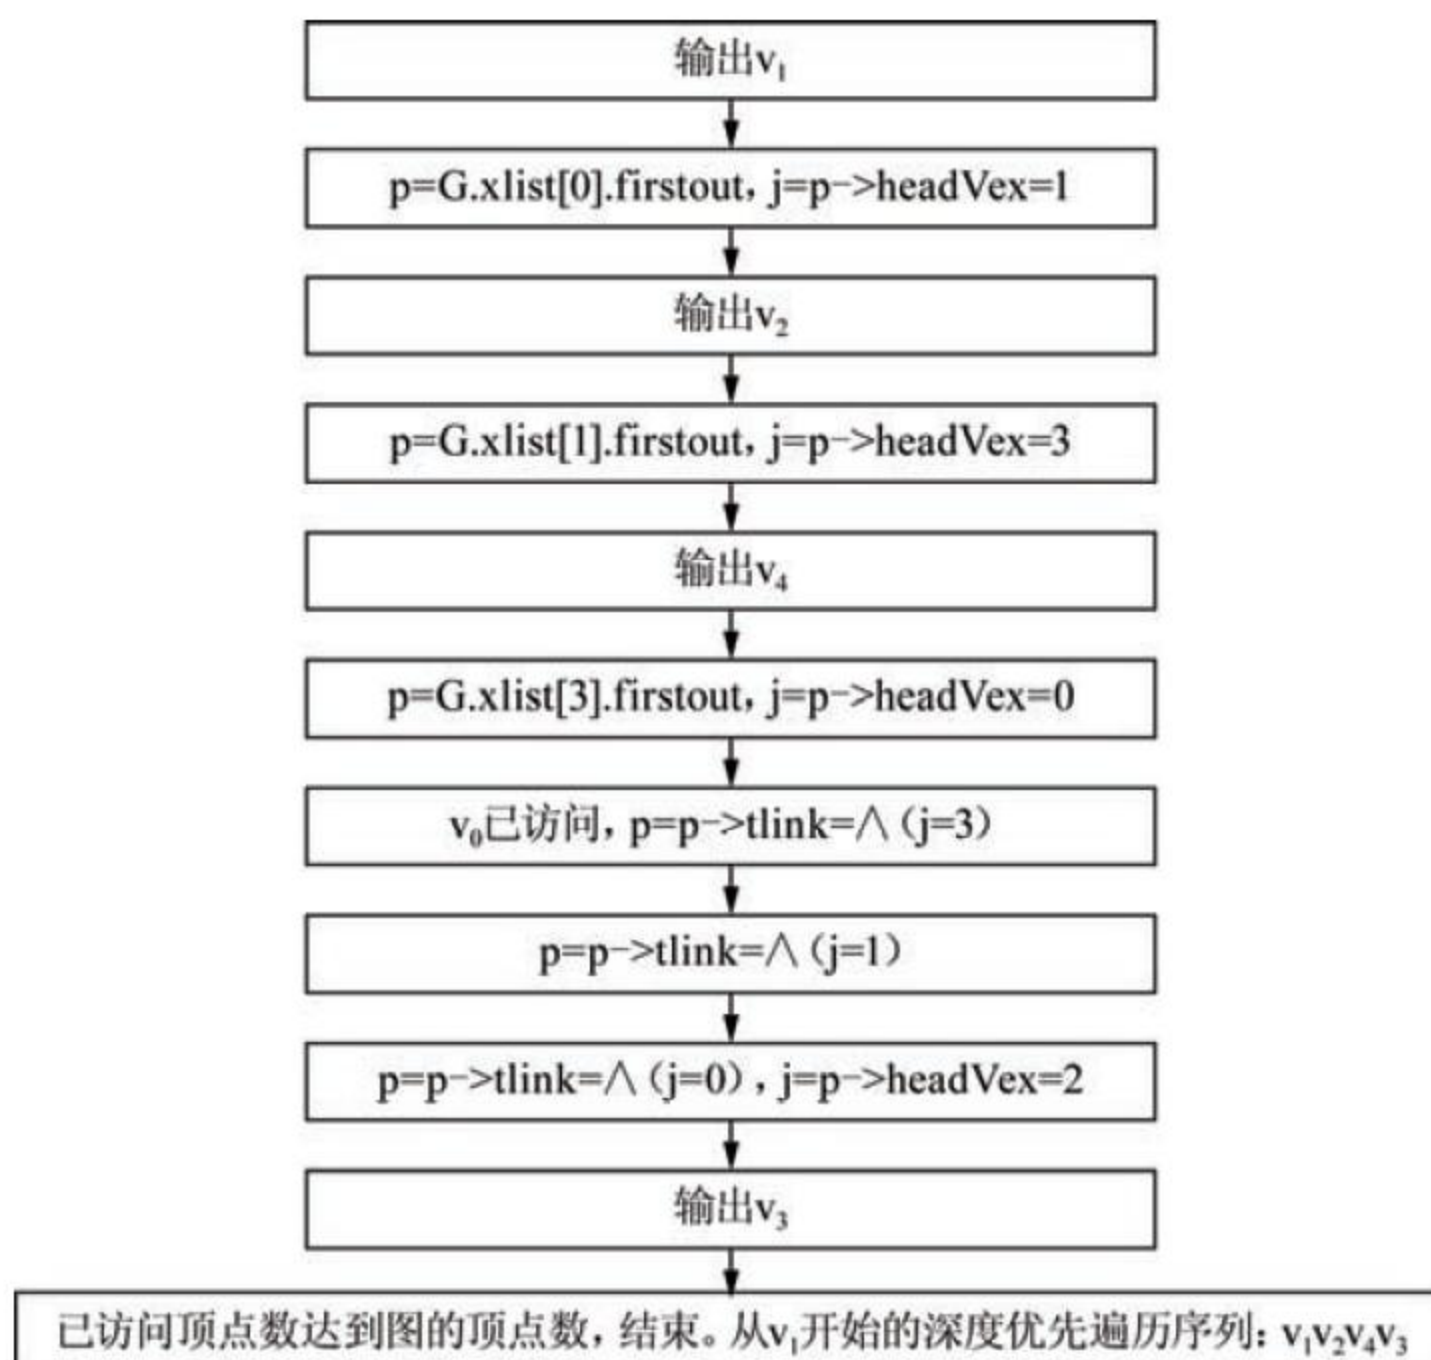 输出v₁
p=G.xlist[0].firstout，j=p->headVex=1
输出v₂
p=G.xlist[1].firstout，j=p->headVex=3
输出v₄
p=G.xlist[3].firstout，j=p->headVex=0
v₀已访问，p=p->tlink=∧（j=3）
p=p->tlink=∧（j=1）
p=p->tlink=∧（j=0），j=p->headVex=2
输出v₃
已访问顶点数达到图的顶点数，结束。从v₁开始的深度优先遍历序列：v₁v₂v₄v₃